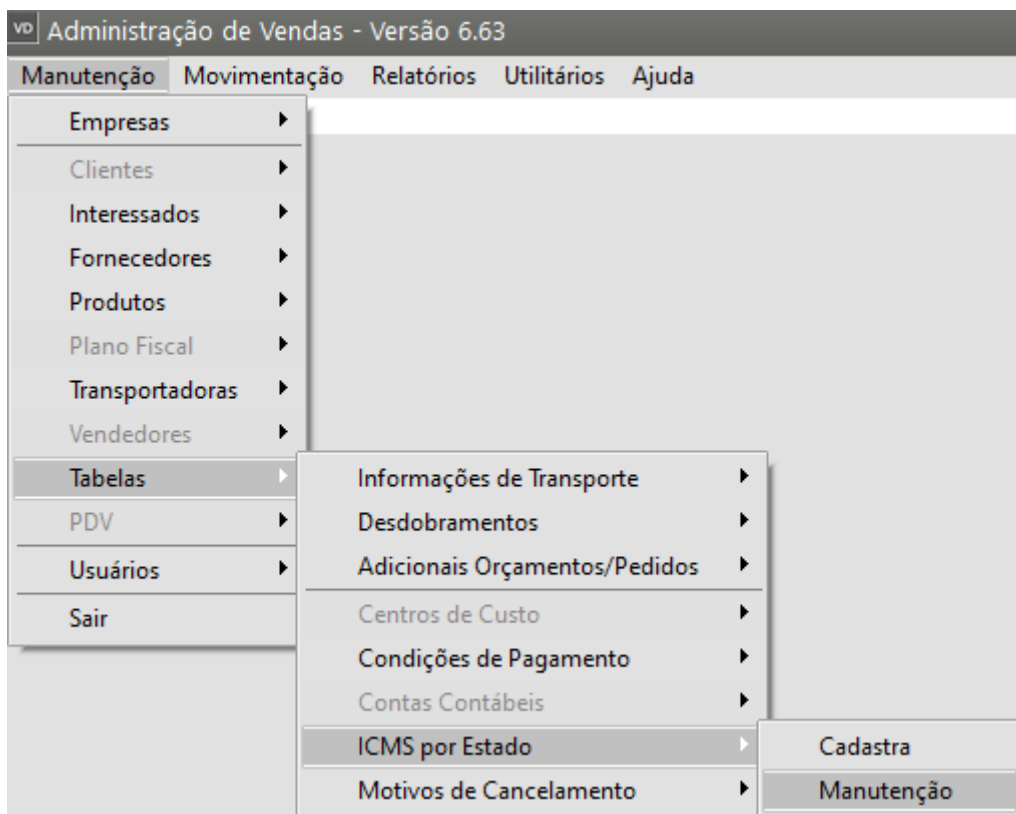 VD Administração de Vendas - Versão 6.63
Manutenção Movimentação Relatórios Utilitários Ajuda
Empresas
Clientes
Interessados
Fornecedores
Produtos
Plano Fiscal
Transportadoras
Vendedores
Tabelas
PDV
Usuários
Sair
Informações de Transporte
Desdobramentos
Adicionais Orçamentos/Pedidos
Centros de Custo
Condições de Pagamento
Contas Contábeis
ICMS por Estado
Motivos de Cancelamento
Cadastra
Manutenção